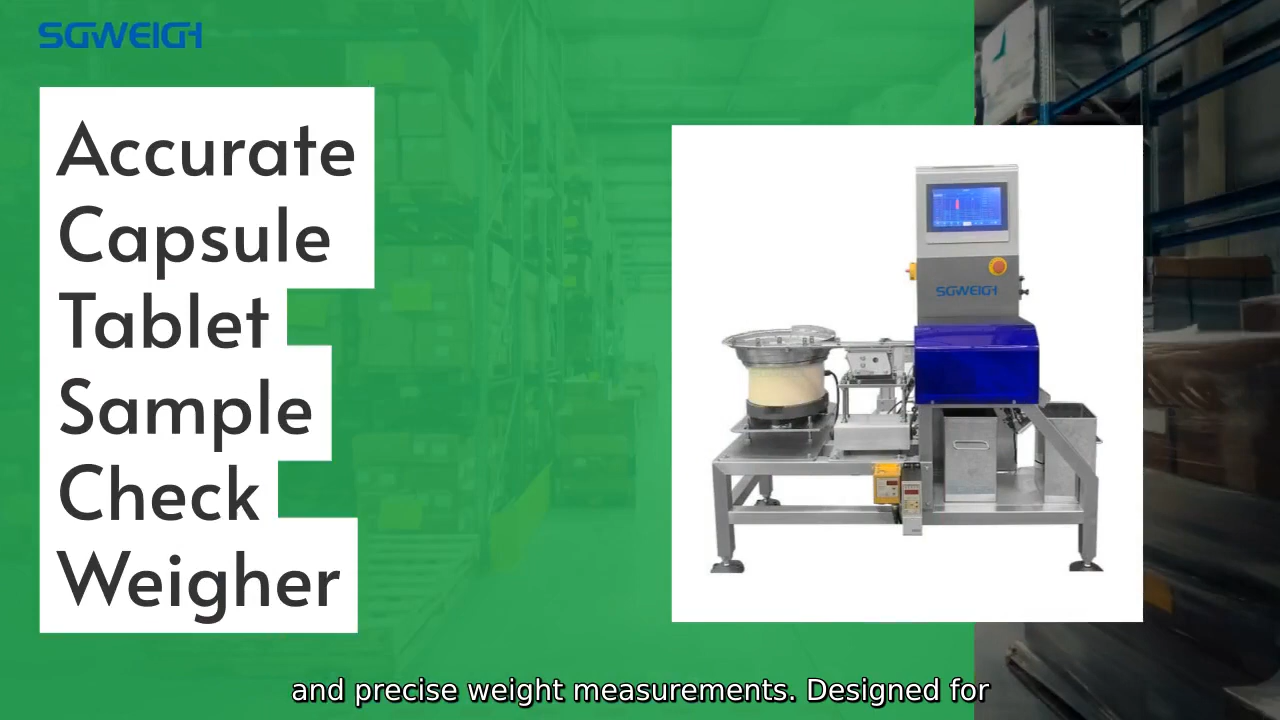 SGWEIGH
Accurate
Capsule
Tablet
Sample
Check
Weigher
SGWEIGH
and precise weight measurements. Designed for